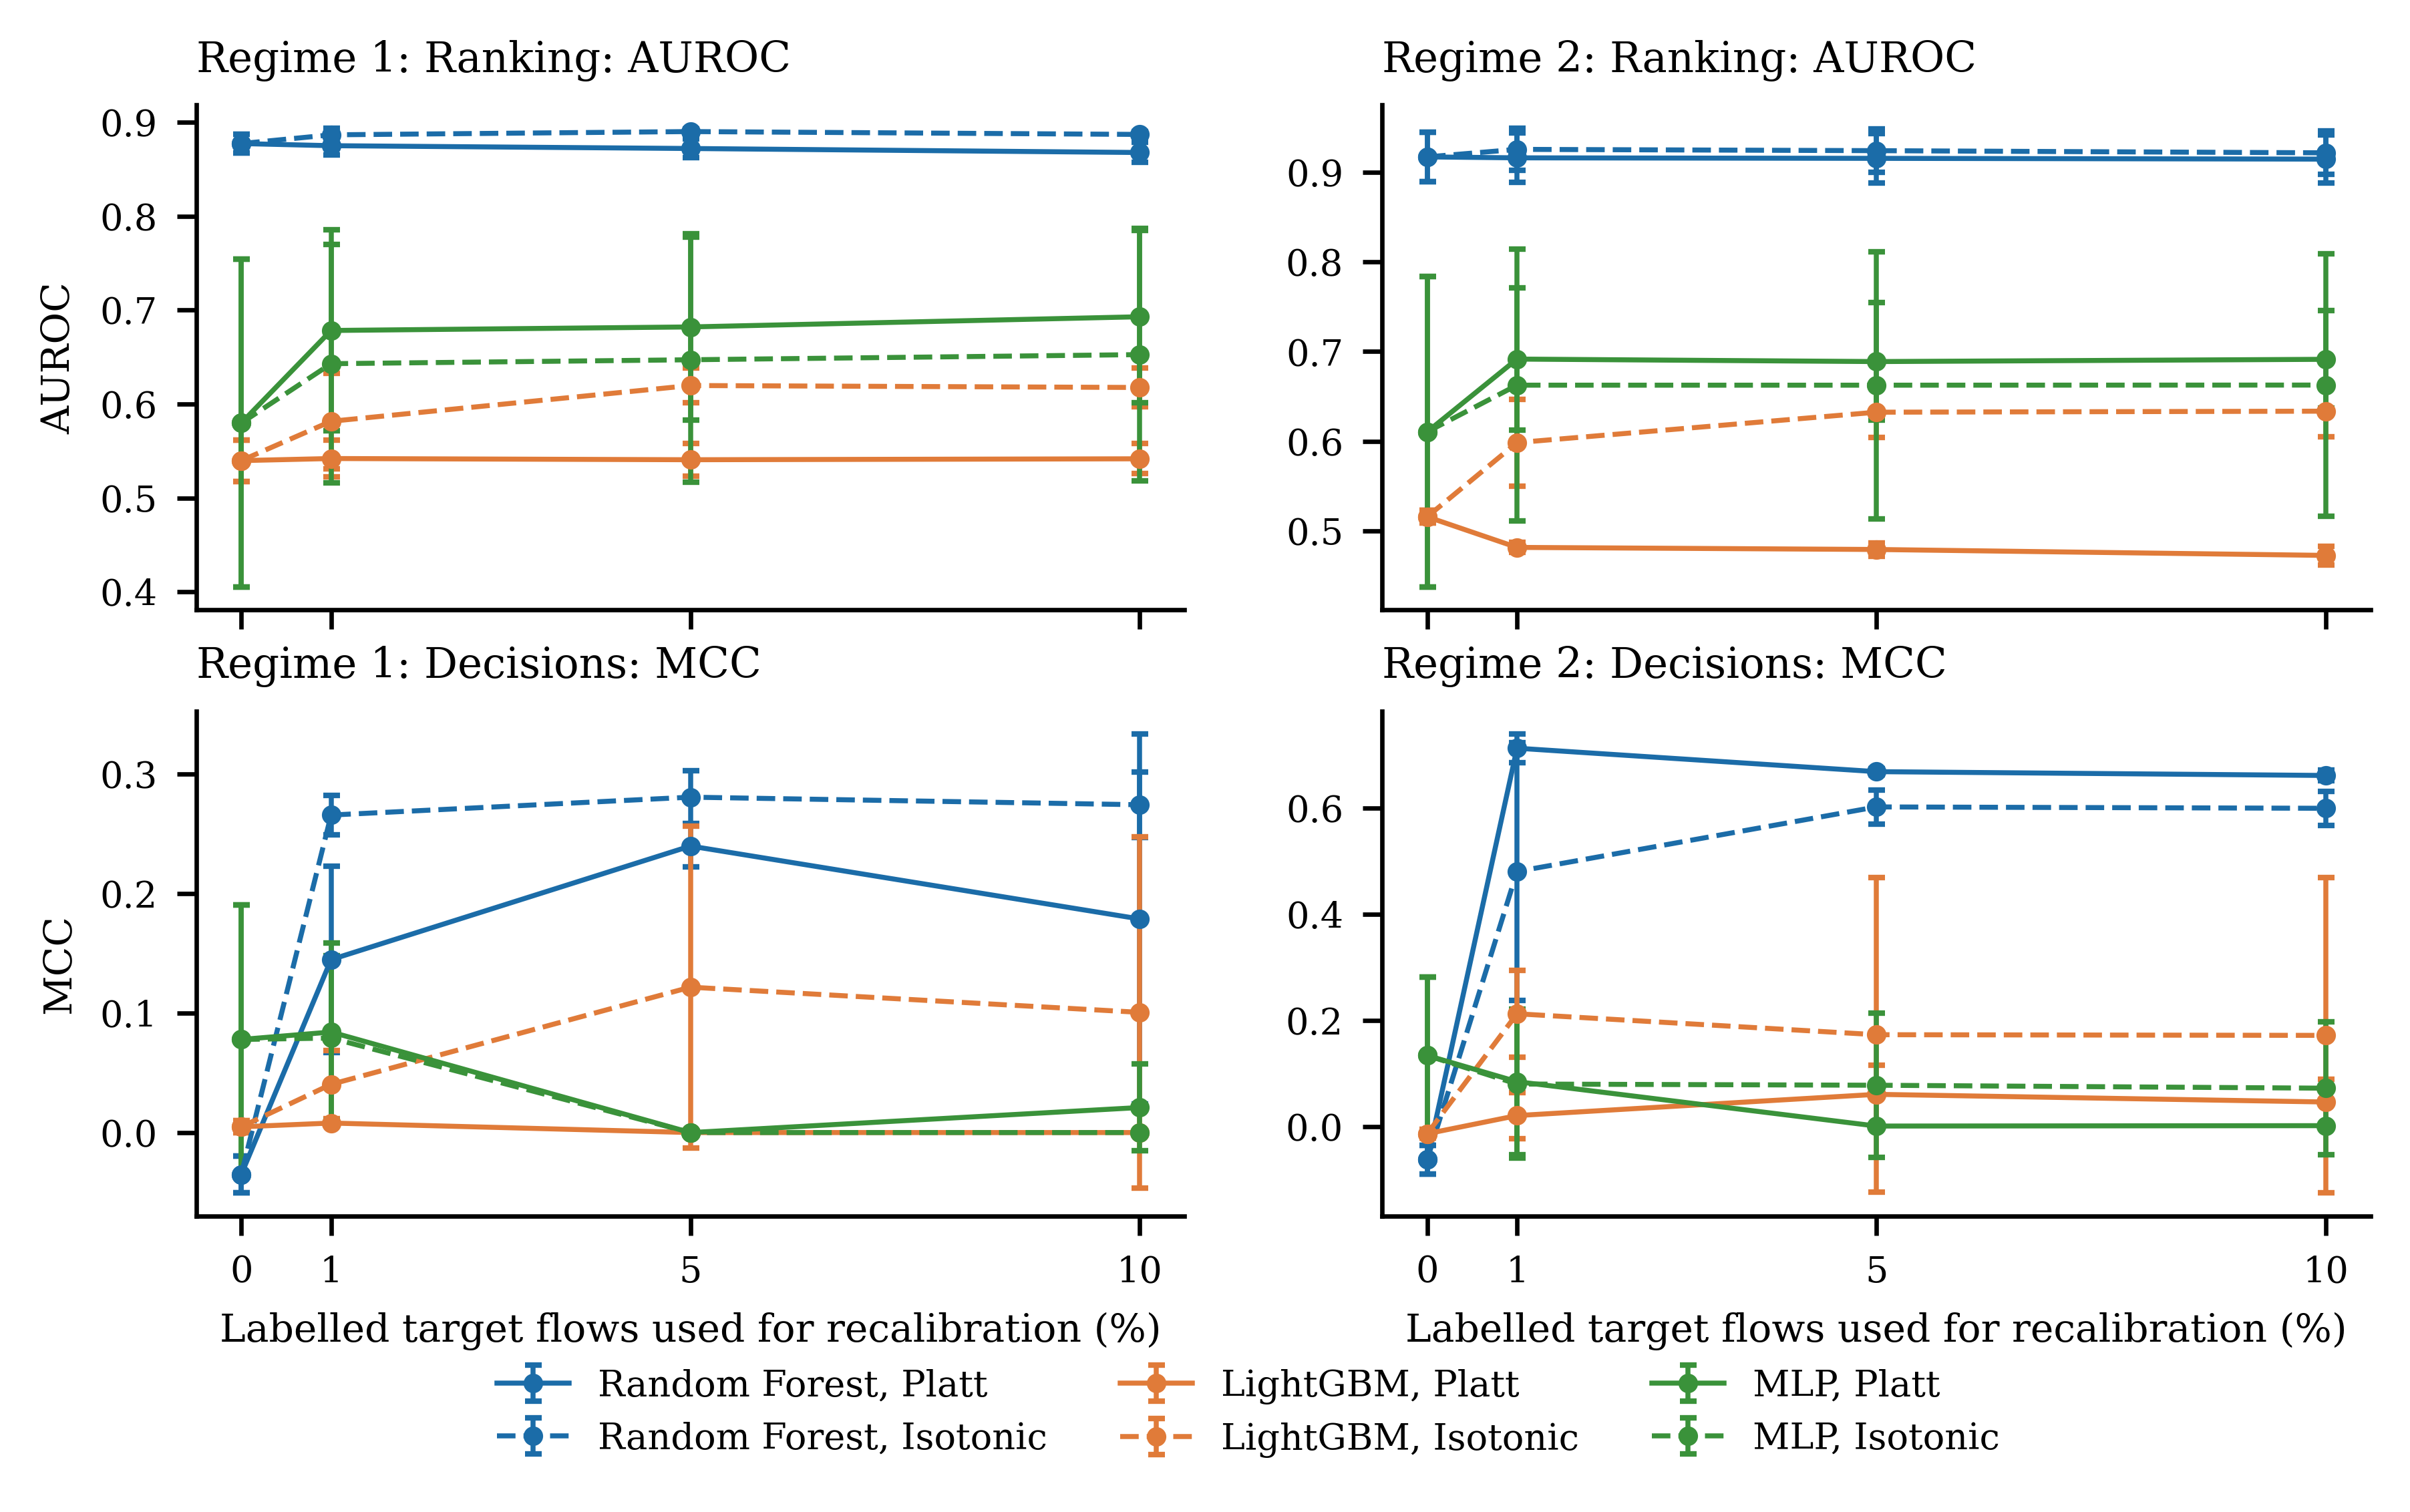 Regime 1: Ranking: AUROC
AUROC
0.9
0.8
0.7
0.6
0.5
0.4
Regime 2: Ranking: AUROC
0.9
0.8
0.7
0.6
0.5
Regime 1: Decisions: MCC
MCC
0.3
0.2
0.1
0.0
0 1 5 10
Labelled target flows used for recalibration (%)
Regime 2: Decisions: MCC
0.6
0.4
0.2
0.0
0 1 5 10
Labelled target flows used for recalibration (%)
Random Forest, Platt
Random Forest, Isotonic
LightGBM, Platt
LightGBM, Isotonic
MLP, Platt
MLP, Isotonic